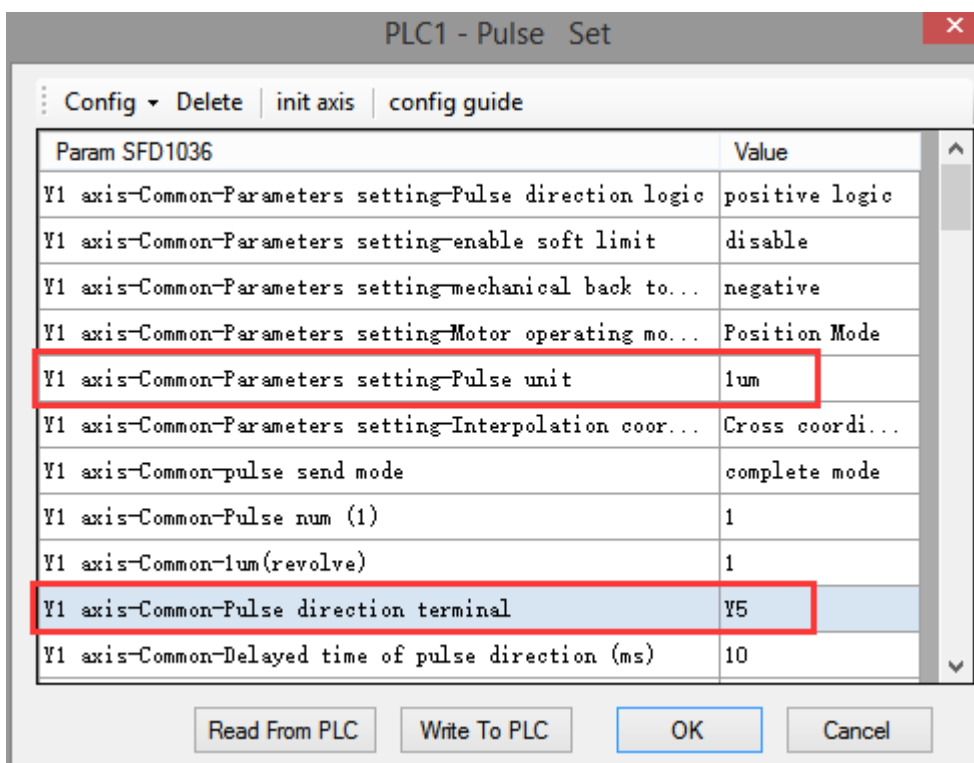 PLC1 - Pulse Set
Config Delete init axis config guide
Param SFD1036 Value
Y1 axis-Common-Parameters setting-Pulse direction logic positive logic
Y1 axis-Common-Parameters setting-enable soft limit disable
Y1 axis-Common-Parameters setting-mechanical back to... negative
Y1 axis-Common-Parameters setting-Motor operating mo... Position Mode
Y1 axis-Common-Parameters setting-Pulse unit 1um
Y1 axis-Common-Parameters setting-Interpolation coor... Cross coordi...
Y1 axis-Common-pulse send mode complete mode
Y1 axis-Common-Pulse num (1) 1
Y1 axis-Common-1um(revolve) 1
Y1 axis-Common-Pulse direction terminal Y5
Y1 axis-Common-Delayed time of pulse direction (ms) 10
Read From PLC Write To PLC OK Cancel